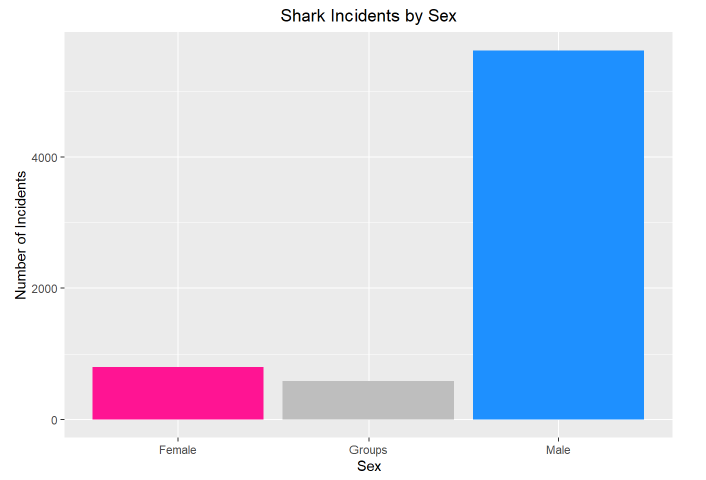 Shark Incidents by Sex
Number of Incidents
4000
2000
0
Female Groups Male
Sex